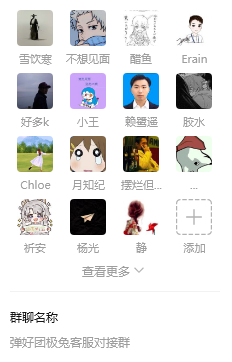 雪饮寒 不想见面 醋鱼 Erain
好多k 小王 赖鹭遥 胶水
Chloe 月知纪 摆烂但... ...
祈安 杨光 静 添加
查看更多
群聊名称
弹好团极免客服对接群